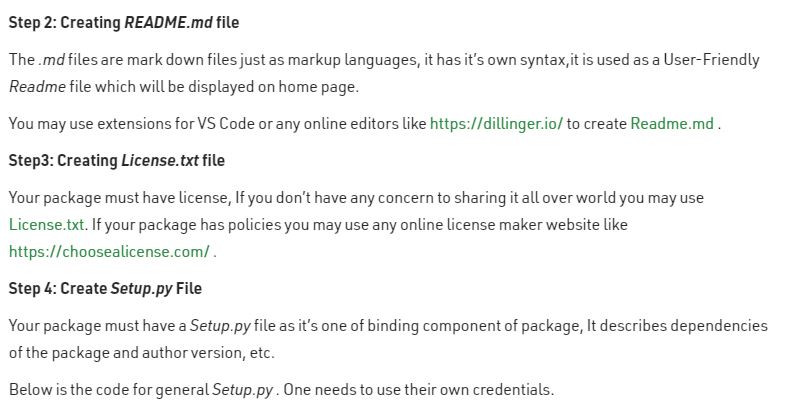 Step 2: Creating README.md file
The .md files are mark down files just as markup languages, it has it's own syntax,it is used as a User-Friendly
Readme file which will be displayed on home page.
You may use extensions for VS Code or any online editors like https://dillinger.io/ to create Readme.md .
Step3: Creating License.txt file
Your package must have license, If you don't have any concern to sharing it all over world you may use
License.txt. If your package has policies you may use any online license maker website like
https://choosealicense.com/ .
Step 4: Create Setup.py File
Your package must have a Setup.py file as it's one of binding component of package, It describes dependencies
of the package and author version, etc.
Below is the code for general Setup.py . One needs to use their own credentials.